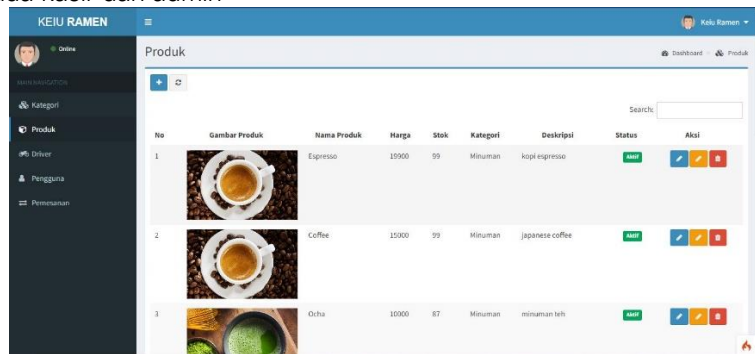 KEIU RAMEN
Keiu Ramen
Online
Produk
Dashboard
Produk
MAIN NAVIGATION
Kategori
Produk
Driver
Pengguna
Pemesanan
Search:
No Gambar Produk Nama Produk Harga Stok Kategori Deskripsi Status Aksi
1 Espresso 19900 99 Minuman kopi espresso Aktif
2 Coffee 15000 99 Minuman japanese coffee Aktif
3 Ocha 10000 87 Minuman minuman teh Aktif